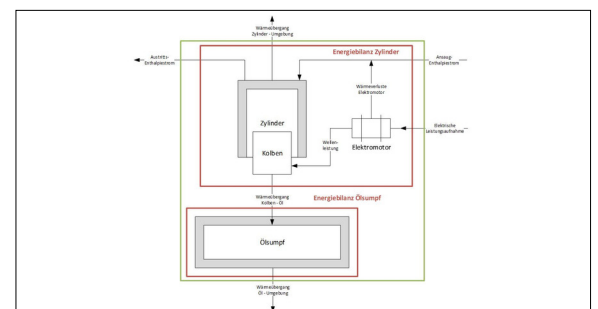 Wärmeübergang
Zylinder - Umgebung
Energiebilanz Zylinder
Austritts-
Enthalpiestrom
Ansaug-
Enthalpiestrom
Wärmeverluste
Elektromotor
Zylinder
Elektrische
Leistungsaufnahme
Wellen-
leistung
Elektromotor
Kolben
Wärmeübergang
Kolben - Öl
Energiebilanz Ölsumpf
Ölsumpf
Wärmeübergang
Öl - Umgebung